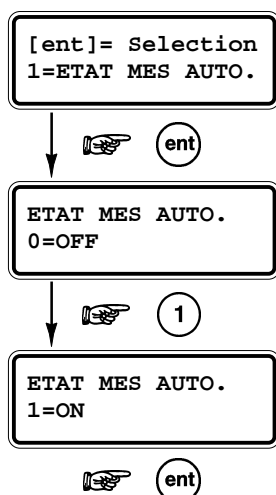 [ent]= Selection
1=ETAT MES AUTO.
ent
ETAT MES AUTO.
0=OFF
1
ETAT MES AUTO.
1=ON
ent